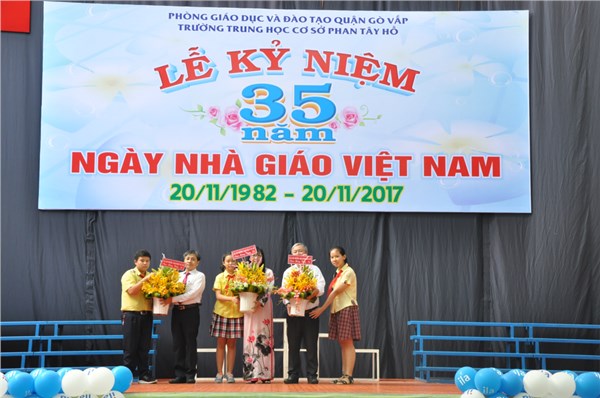 PHÒNG GIÁO DỤC VÀ ĐÀO TẠO QUẬN GÒ VẤP
TRƯỜNG TRUNG HỌC CƠ SỞ PHAN TÂY HỒ
LỄ KỶ NIỆM
35
năm
NGÀY NHÀ GIÁO VIỆT NAM
20/11/1982 - 20/11/2017